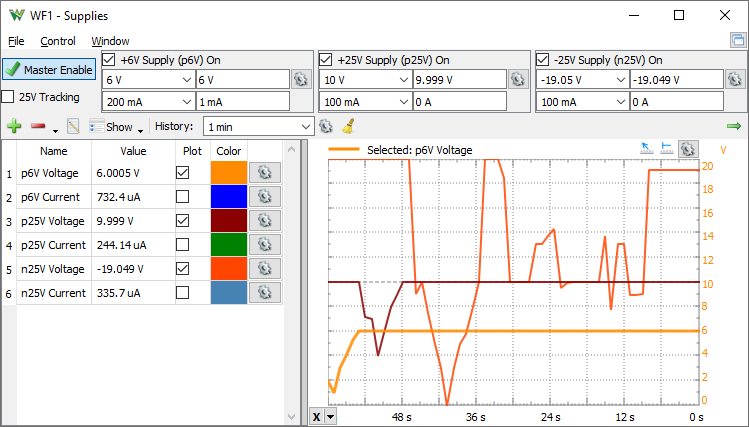 WF1 - Supplies
File Control Window
Master Enable
25V Tracking
+6V Supply (p6V) On
6 V 6 V
200 mA 1 mA
+25V Supply (p25V) On
10 V 9.999 V
100 mA 0 A
-25V Supply (n25V) On
-19.05 V -19.049 V
100 mA 0 A
Show History: 1 min
Name Value Plot Color
1 p6V Voltage 6.0005 V
2 p6V Current 732.4 uA
3 p25V Voltage 9.999 V
4 p25V Current 244.14 uA
5 n25V Voltage -19.049 V
6 n25V Current 335.7 uA
Selected: p6V Voltage V
20
18
16
14
12
10
8
6
4
2
0
X 48 s 36 s 24 s 12 s 0 s